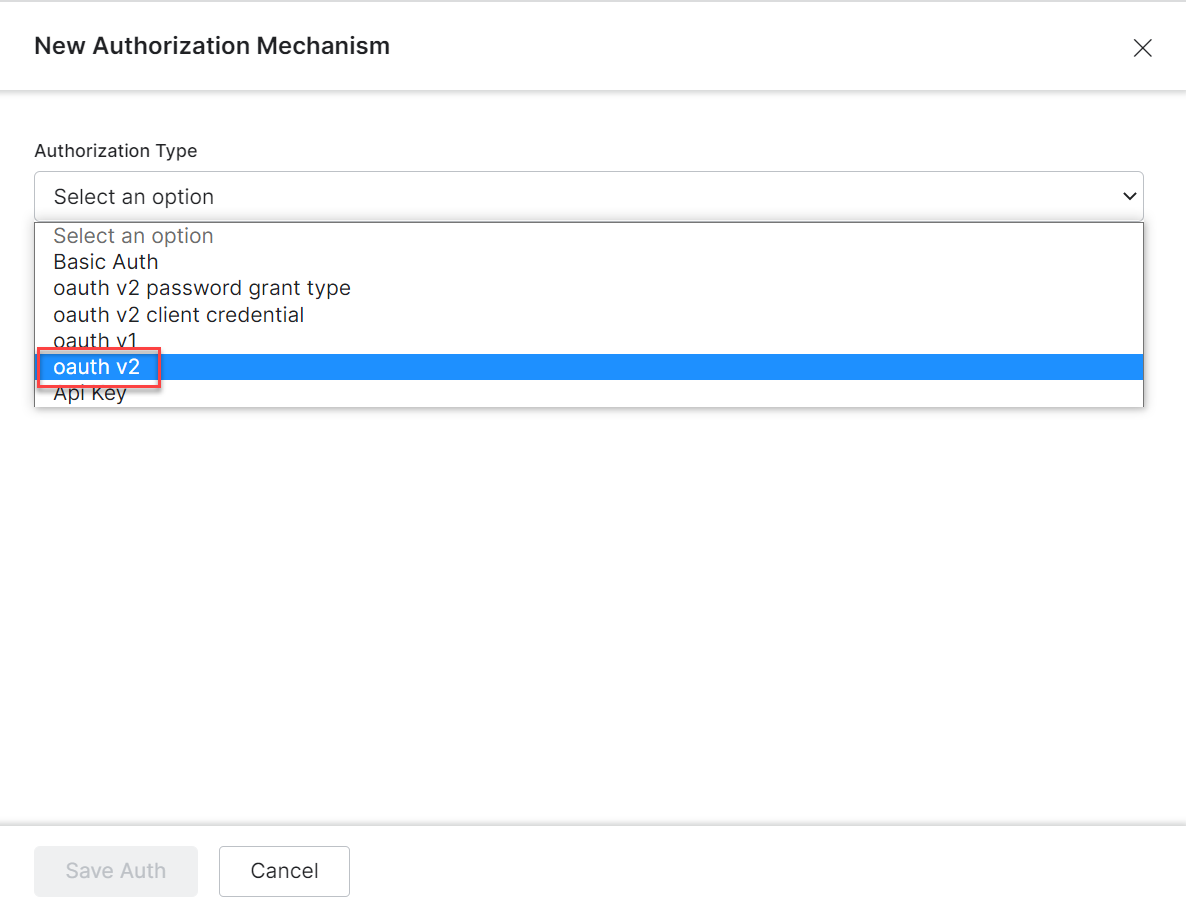 New Authorization Mechanism
Authorization Type
Select an option
Select an option
Basic Auth
oauth v2 password grant type
oauth v2 client credential
oauth v1
oauth v2
Api Key
Save Auth
Cancel